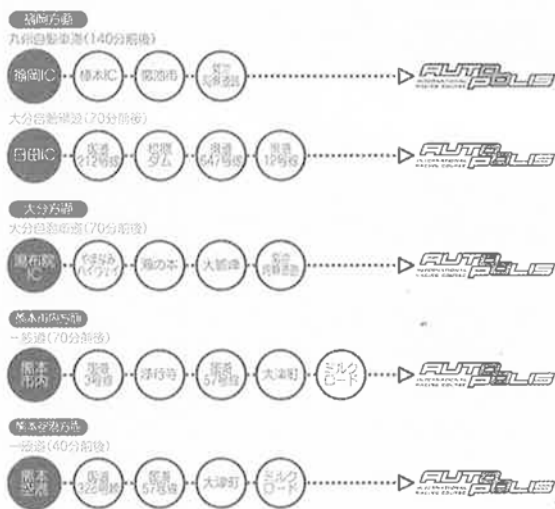 福岡方面
九州自動車道(140分前後)
福岡IC 植木IC 菊池市 菊池阿蘇道路 AUTOPOLIS
大分自動車道(70分前後)
日田IC 国道212号線 松原ダム 県道647号線 県道12号線 AUTOPOLIS
大分方面
大分自動車道(70分前後)
湯布院IC やまなみハイウェイ 瀬の本 大観峰 AUTOPOLIS
熊本市内方面
一般道(70分前後)
熊本市内 国道3号線 浄行寺 国道57号線 大津町 ミルクロード AUTOPOLIS
熊本空港方面
一般道(40分前後)
熊本空港 国道57号線 大津町 ミルクロード AUTOPOLIS